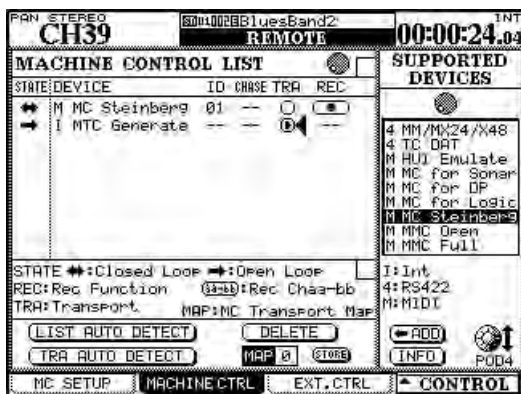 PAN STEREO
CH39
BluesBand2
REMOTE
INT
00:00:24.04
MACHINE CONTROL LIST
STATE DEVICE ID CHASE TRA REC
M MC Steinberg 01 -- --
I MTC Generate -- -- --
STATE :Closed Loop :Open Loop
REC:Rec Function :Rec Chaa-bb
TRA:Transport MAP:MC Transport Map
LIST AUTO DETECT DELETE
TRA AUTO DETECT MAP 0 STORE
SUPPORTED
DEVICES
4 MM/MX24/X48
4 TC DAT
M HUI Emulate
M MC for Sonar
M MC for DP
M MC for Logic
M MC Steinberg
M MMC Open
M MMC Full
I:Int
4:RS422
M:MIDI
ADD
INFO POD4
MC SETUP MACHINE CTRL EXT.CTRL CONTROL